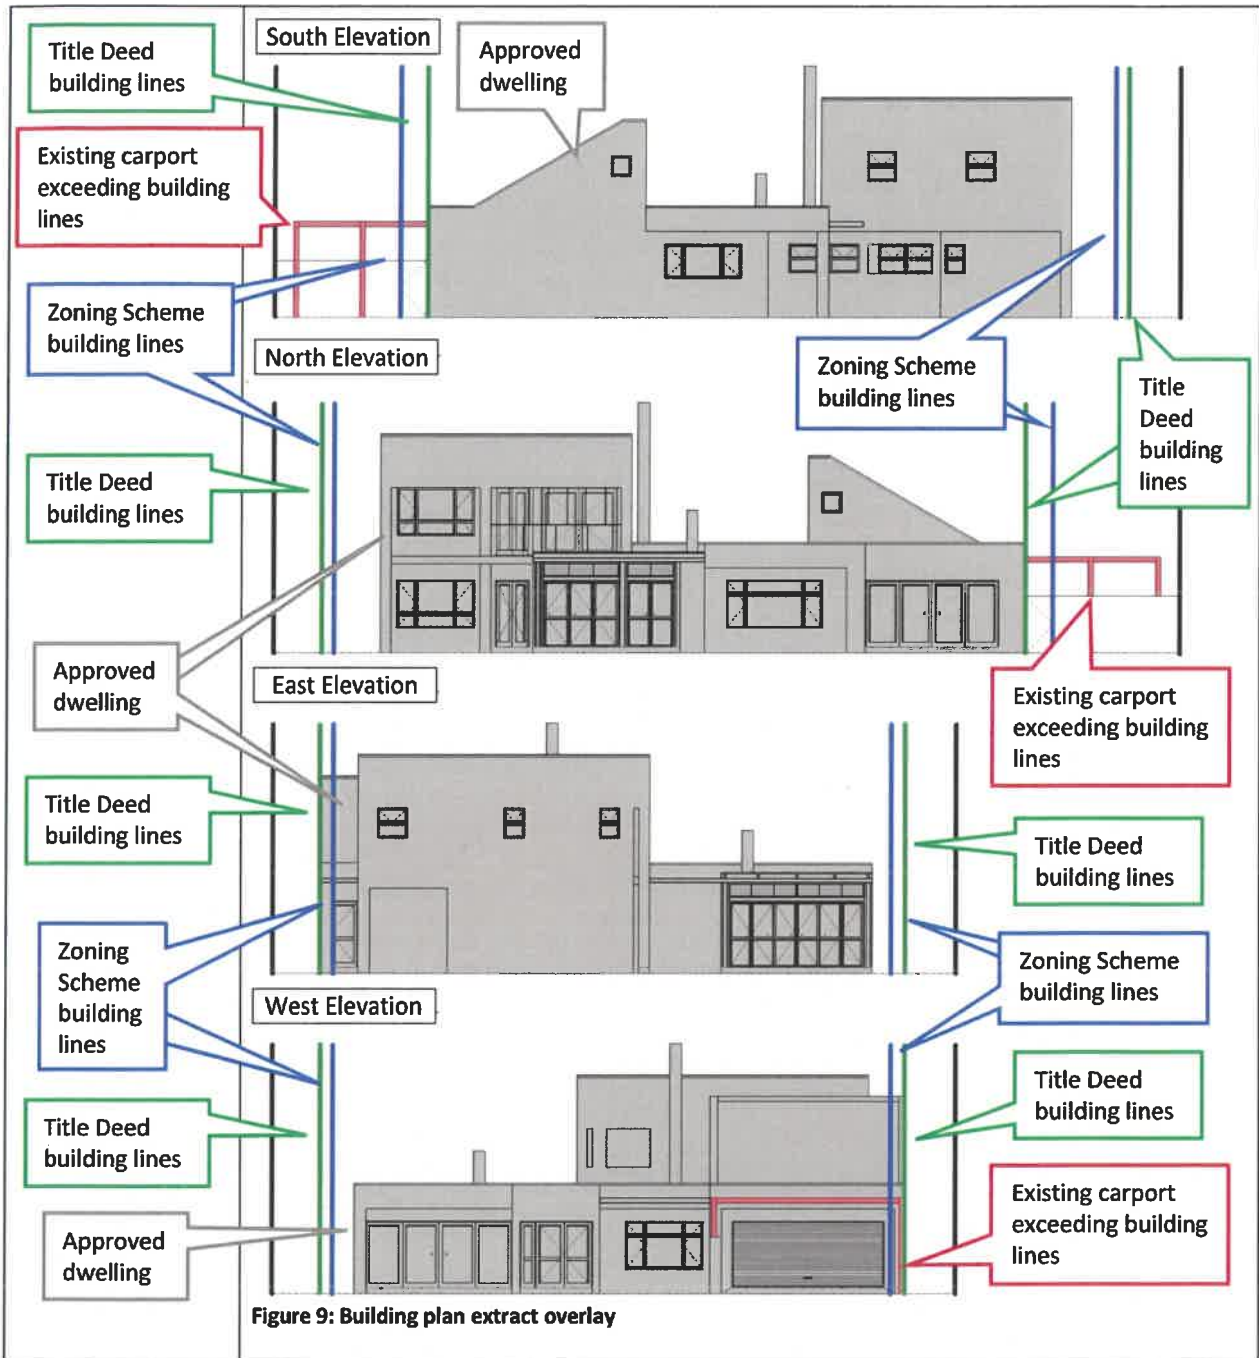 South Elevation
Title Deed
building lines
Approved
dwelling
Existing carport
exceeding building
lines
Zoning Scheme
building lines
North Elevation
Zoning Scheme
building lines
Title
Deed
building
lines
Title Deed
building lines
Approved
dwelling
East Elevation
Existing carport
exceeding building
lines
Title Deed
building lines
Title Deed
building lines
Zoning
Scheme
building
lines
Zoning Scheme
building lines
West Elevation
Title Deed
building lines
Title Deed
building lines
Existing carport
exceeding building
lines
Approved
dwelling
Figure 9: Building plan extract overlay